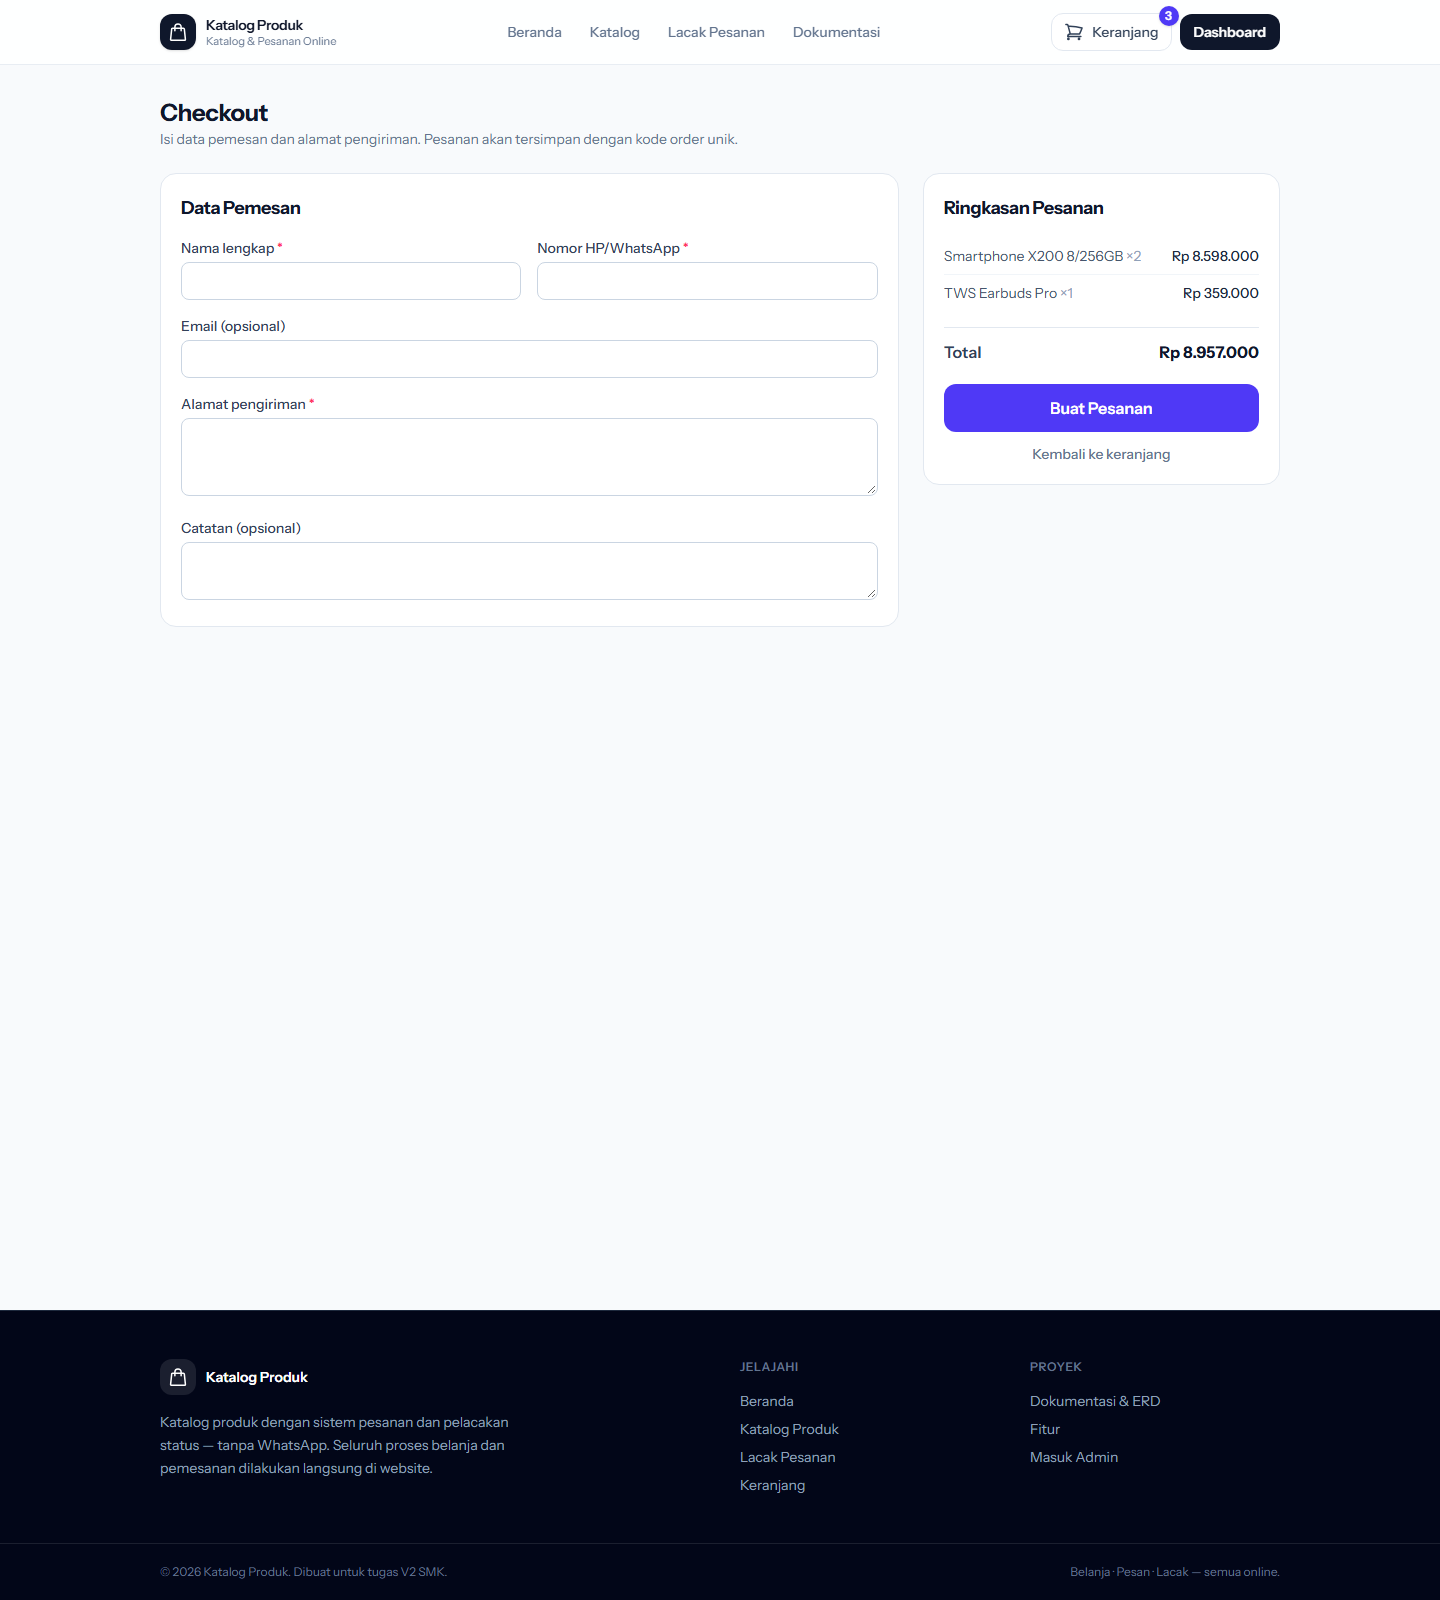 Katalog Produk
Katalog & Pesanan Online
Beranda
Katalog
Lacak Pesanan
Dokumentasi
Keranjang
3
Dashboard
Checkout
Isi data pemesan dan alamat pengiriman. Pesanan akan tersimpan dengan kode order unik.
Data Pemesan
Nama lengkap *
Nomor HP/WhatsApp *
Email (opsional)
Alamat pengiriman *
Catatan (opsional)
Ringkasan Pesanan
Smartphone X200 8/256GB ×2 Rp 8.598.000
TWS Earbuds Pro ×1 Rp 359.000
Total Rp 8.957.000
Buat Pesanan
Kembali ke keranjang
Katalog Produk
Katalog produk dengan sistem pesanan dan pelacakan
status — tanpa WhatsApp. Seluruh proses belanja dan
pemesanan dilakukan langsung di website.
JELAJAHI
Beranda
Katalog Produk
Lacak Pesanan
Keranjang
PROYEK
Dokumentasi & ERD
Fitur
Masuk Admin
© 2026 Katalog Produk. Dibuat untuk tugas V2 SMK.
Belanja · Pesan · Lacak — semua online.